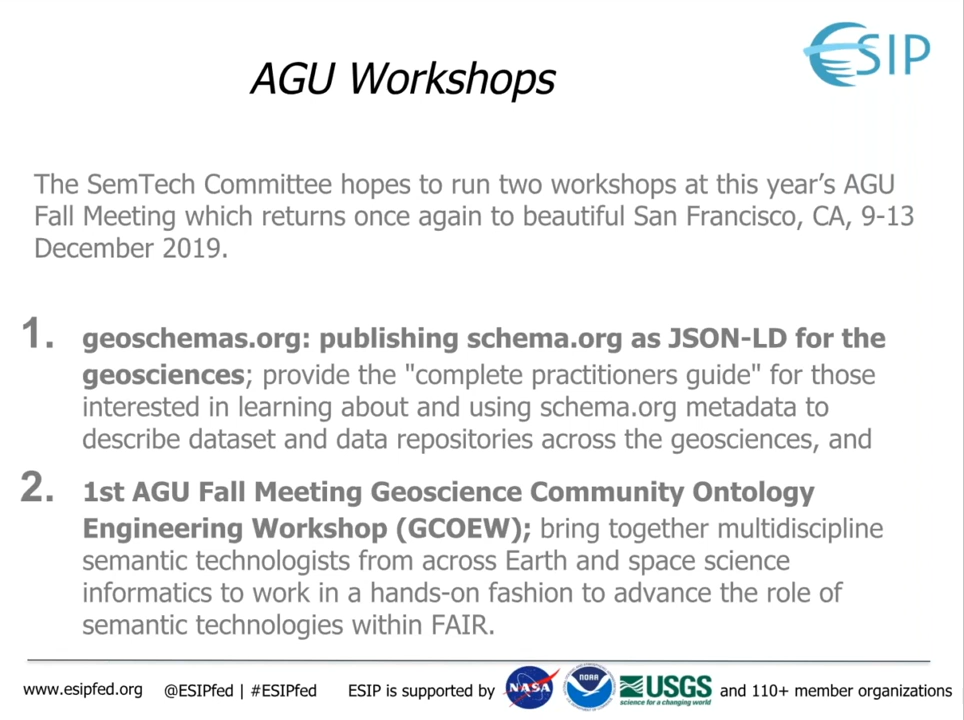 ESIP
AGU Workshops
The SemTech Committee hopes to run two workshops at this year’s AGU
Fall Meeting which returns once again to beautiful San Francisco, CA, 9-13
December 2019.
1. geoschemas.org: publishing schema.org as JSON-LD for the
geosciences; provide the "complete practitioners guide" for those
interested in learning about and using schema.org metadata to
describe dataset and data repositories across the geosciences, and
2. 1st AGU Fall Meeting Geoscience Community Ontology
Engineering Workshop (GCOEW); bring together multidiscipline
semantic technologists from across Earth and space science
informatics to work in a hands-on fashion to advance the role of
semantic technologies within FAIR.
www.esipfed.org @ESIPfed | #ESIPfed ESIP is supported by NASA NOAA USGS and 110+ member organizations
science for a changing world